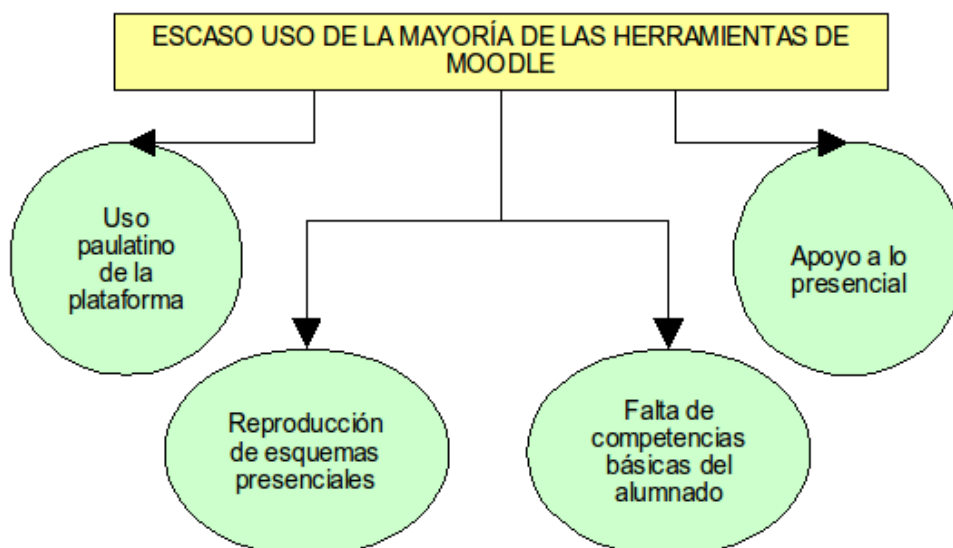 ESCASO USO DE LA MAYORÍA DE LAS HERRAMIENTAS DE
MOODLE
Uso
paulatino
de la
plataforma
Apoyo a lo
presencial
Reproducción
de esquemas
presenciales
Falta de
competencias
básicas del
alumnado